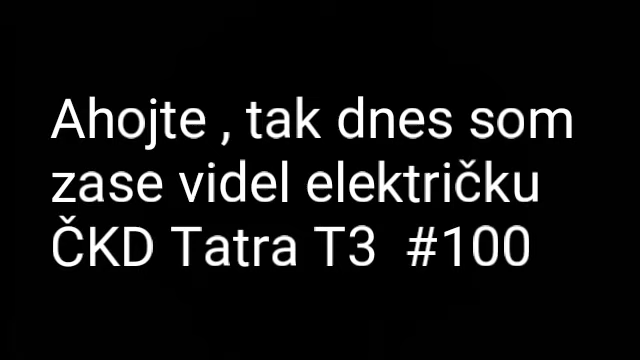 Ahojte , tak dnes som
zase videl električku
ČKD Tatra T3  #100